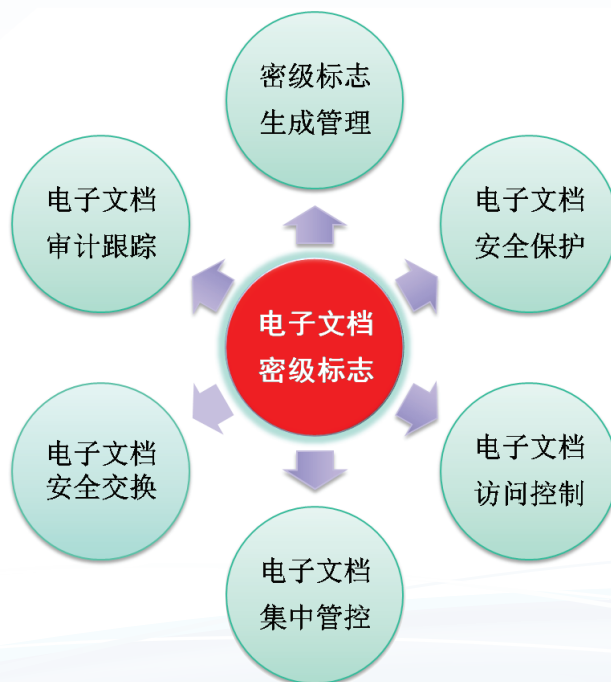 密级标志
生成管理
电子文档
审计跟踪
电子文档
安全保护
电子文档
密级标志
电子文档
安全交换
电子文档
访问控制
电子文档
集中管控